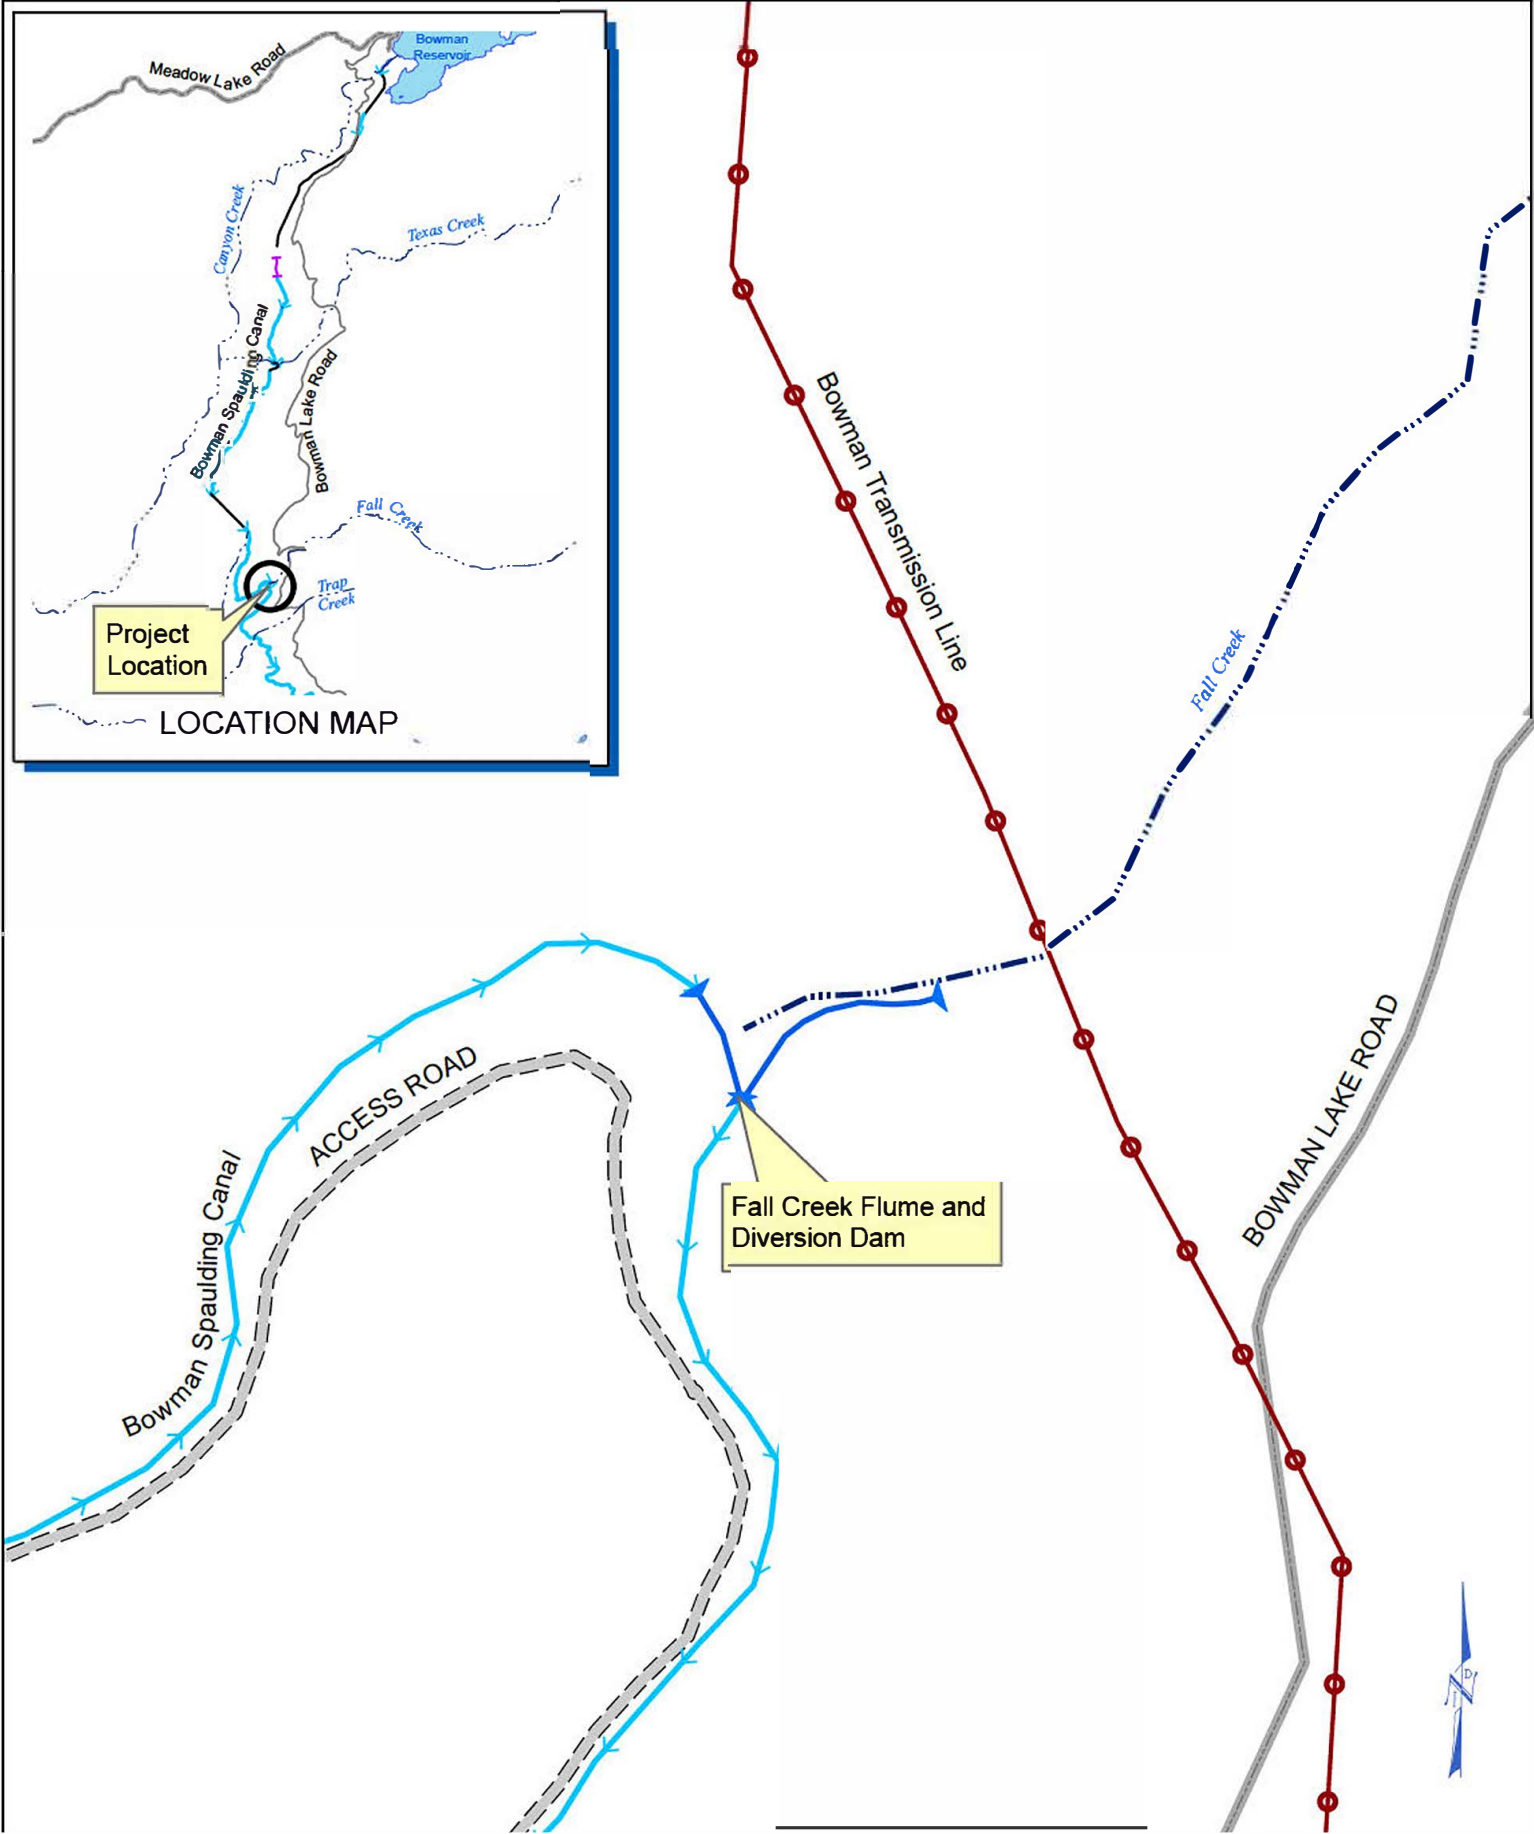 Bowman
Reservoir
Meadow Lake Road
Canyon Creek
Texas Creek
Bowman Spaulding Canal
Bowman Lake Road
Fall Creek
Trap
Creek
Project
Location
LOCATION MAP
Bowman Transmission Line
Fall Creek
ACCESS ROAD
BOWMAN LAKE ROAD
Bowman Spaulding Canal
Fall Creek Flume and
Diversion Dam
NID